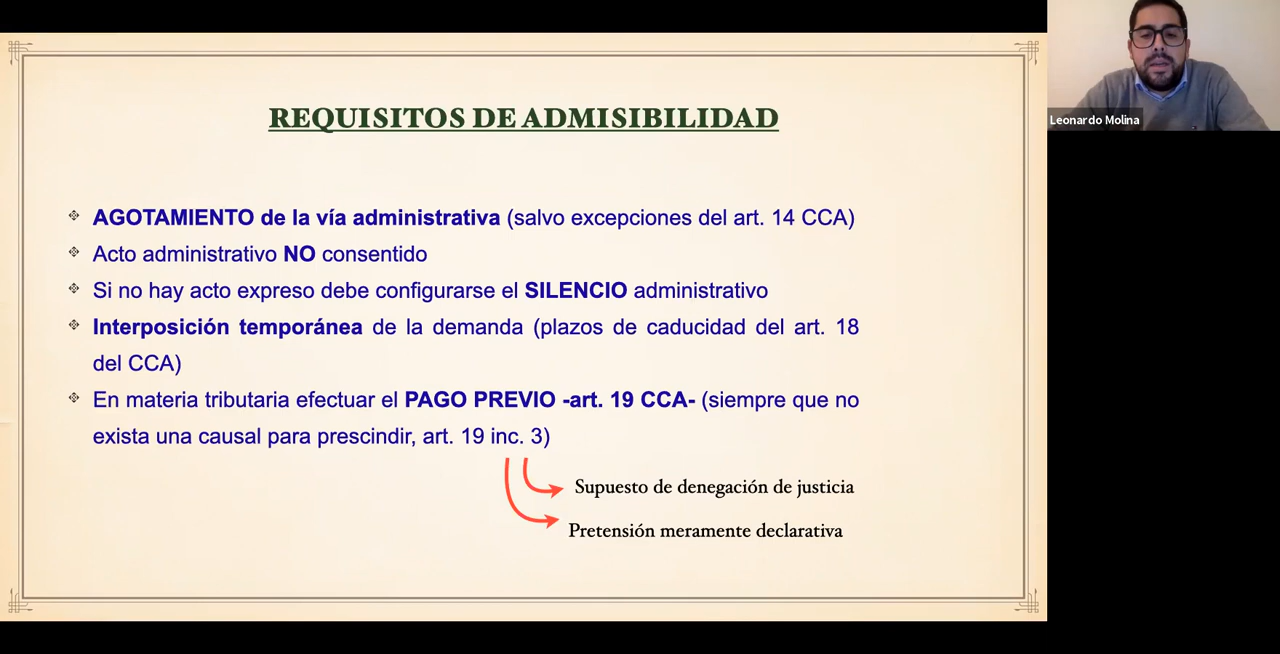 REQUISITOS DE ADMISIBILIDAD
AGOTAMIENTO de la vía administrativa (salvo excepciones del art. 14 CCA)
Acto administrativo NO consentido
Si no hay acto expreso debe configurarse el SILENCIO administrativo
Interposición temporánea de la demanda (plazos de caducidad del art. 18
del CCA)
En materia tributaria efectuar el PAGO PREVIO -art. 19 CCA- (siempre que no
exista una causal para prescindir, art. 19 inc. 3)
Supuesto de denegación de justicia
Pretensión meramente declarativa
Leonardo Molina